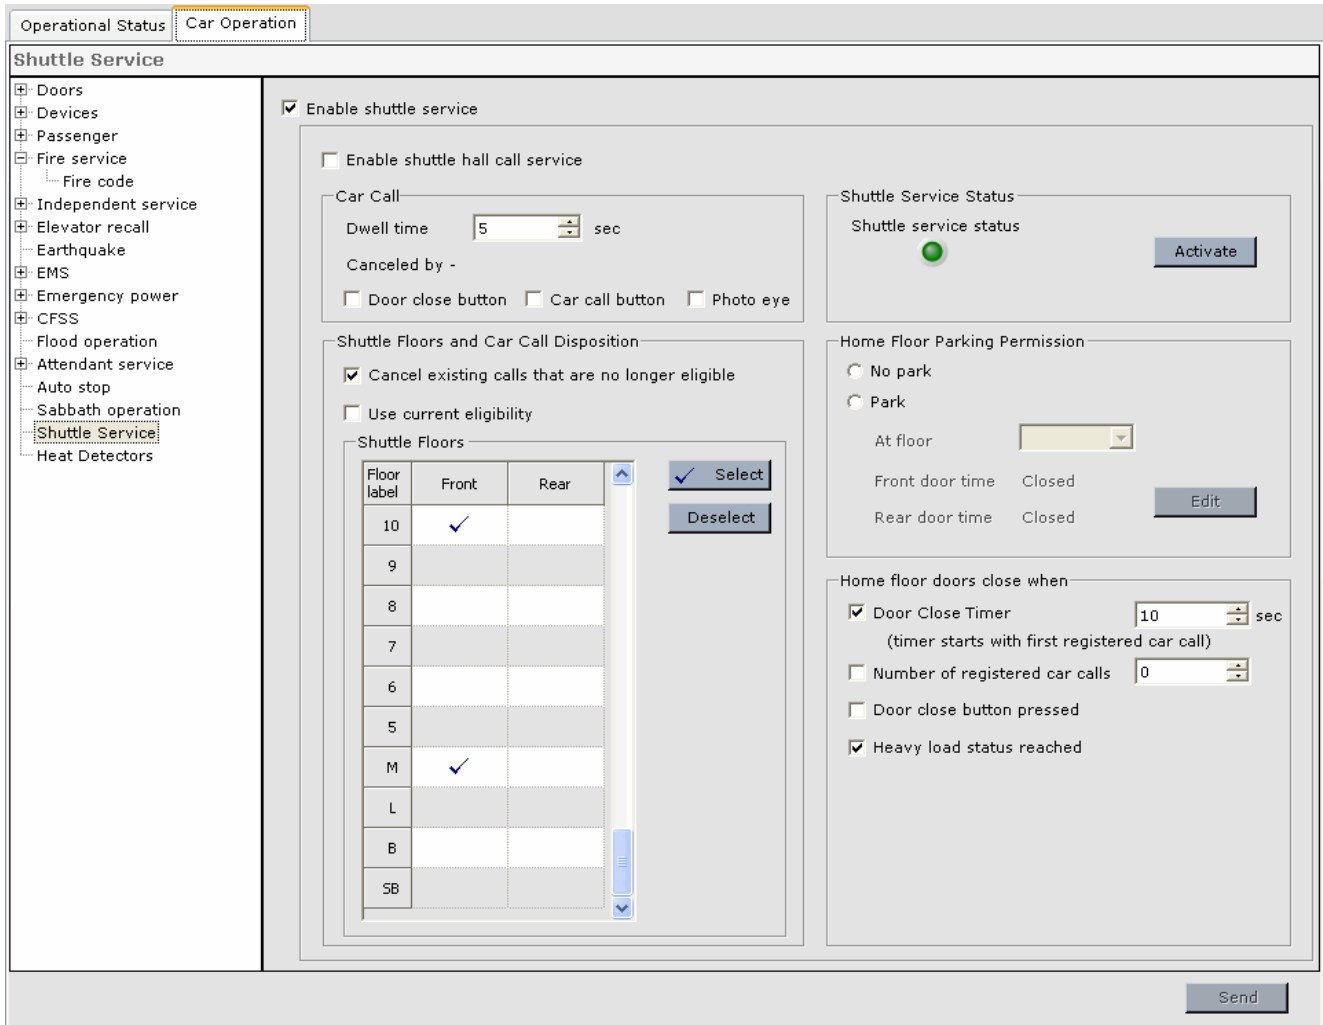 Operational Status
Car Operation
Shuttle Service
Doors
Devices
Passenger
Fire service
Fire code
Independent service
Elevator recall
Earthquake
EMS
Emergency power
CFSS
Flood operation
Attendant service
Auto stop
Sabbath operation
Shuttle Service
Heat Detectors
Enable shuttle service
Enable shuttle hall call service
Car Call
Dwell time 5 sec
Canceled by -
Door close button Car call button Photo eye
Shuttle Floors and Car Call Disposition
Cancel existing calls that are no longer eligible
Use current eligibility
Shuttle Floors
Floor
label Front Rear
10
9
8
7
6
5
M
L
B
SB
Select
Deselect
Shuttle Service Status
Shuttle service status
Activate
Home Floor Parking Permission
No park
Park
At floor
Front door time Closed
Rear door time Closed
Edit
Home floor doors close when
Door Close Timer 10 sec
(timer starts with first registered car call)
Number of registered car calls 0
Door close button pressed
Heavy load status reached
Send